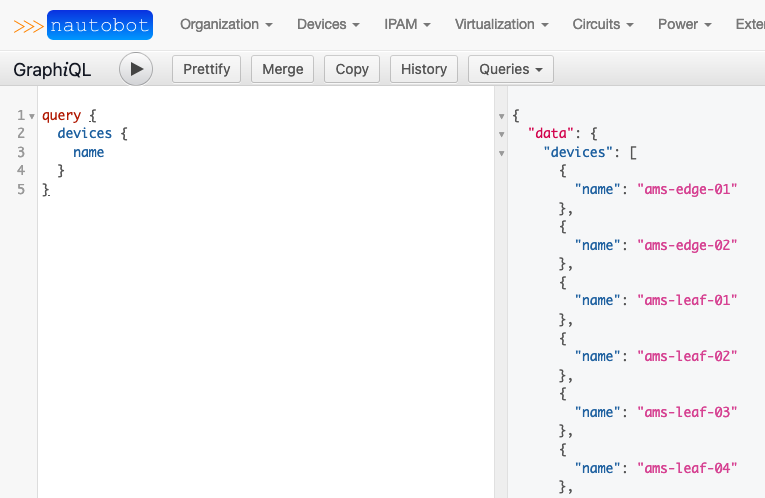 >>> nautobot Organization Devices IPAM Virtualization Circuits Power Exter
GraphiQL Prettify Merge Copy History Queries
1 query {
2 devices {
3 name
4 }
5 }
{
"data": {
"devices": [
{
"name": "ams-edge-01"
},
{
"name": "ams-edge-02"
},
{
"name": "ams-leaf-01"
},
{
"name": "ams-leaf-02"
},
{
"name": "ams-leaf-03"
},
{
"name": "ams-leaf-04"
},